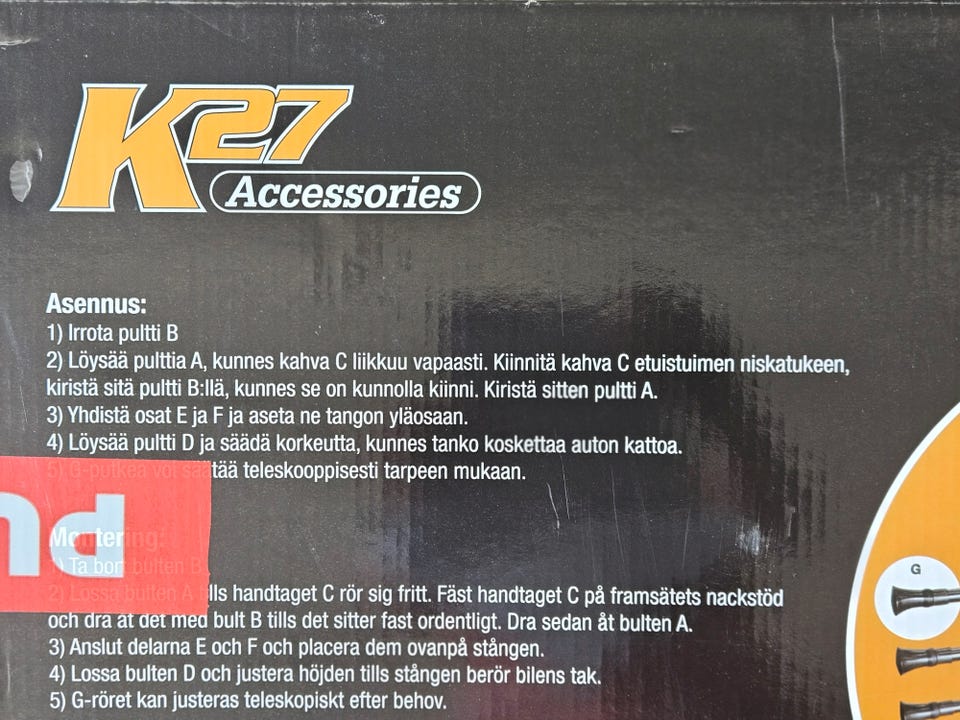 K27
Accessories
Asennus:
1) Irrota pultti B
2) Löysää pulttia A, kunnes kahva C liikkuu vapaasti. Kiinnitä kahva C etuistuimen niskatukeen,
kiristä sitä pultti B:llä, kunnes se on kunnolla kiinni. Kiristä sitten pultti A.
3) Yhdistä osat E ja F ja aseta ne tangon yläosaan.
4) Löysää pultti D ja säädä korkeutta, kunnes tanko koskettaa auton kattoa.
5) G-putkea voi säätää teleskooppisesti tarpeen mukaan.
Montering:
1) Ta bort bulten B
2) Lossa bulten A tills handtaget C rör sig fritt. Fäst handtaget C på framsätets nackstöd
och dra åt det med bult B tills det sitter fast ordentligt. Dra sedan åt bulten A.
3) Anslut delarna E och F och placera dem ovanpå stången.
4) Lossa bulten D och justera höjden tills stången berör bilens tak.
5) G-röret kan justeras teleskopiskt efter behov.
G